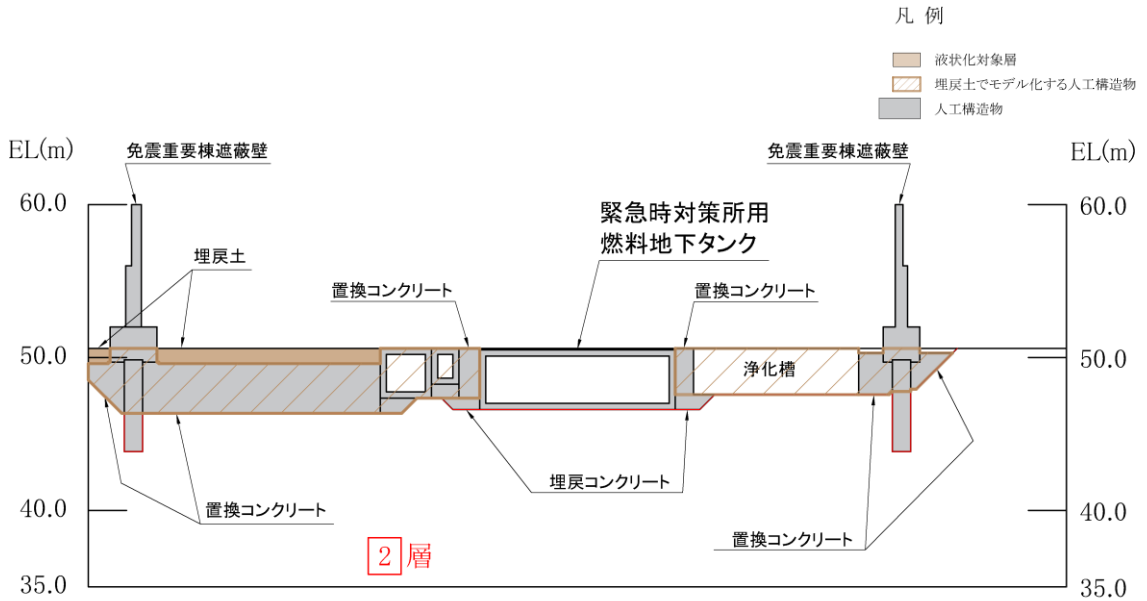 凡 例
液状化対象層
埋戻土でモデル化する人工構造物
人工構造物
EL(m)
免震重要棟遮蔽壁
免震重要棟遮蔽壁
EL(m)
60.0
60.0
緊急時対策所用
燃料地下タンク
埋戻土
置換コンクリート
置換コンクリート
50.0
50.0
浄化槽
埋戻コンクリート
40.0
置換コンクリート
40.0
置換コンクリート
2 層
35.0
35.0